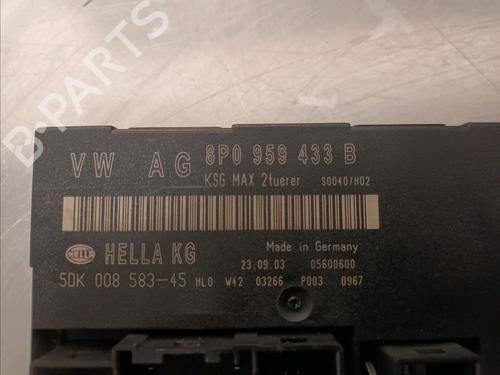 VW AG 8P0 959 433 B
KSG MAX 2tuerer S0040/H02
HELLA HELLA KG Made in Germany
23.09.03 05600600
5DK 008 583-45 HL0 W42 03266 P003 0967